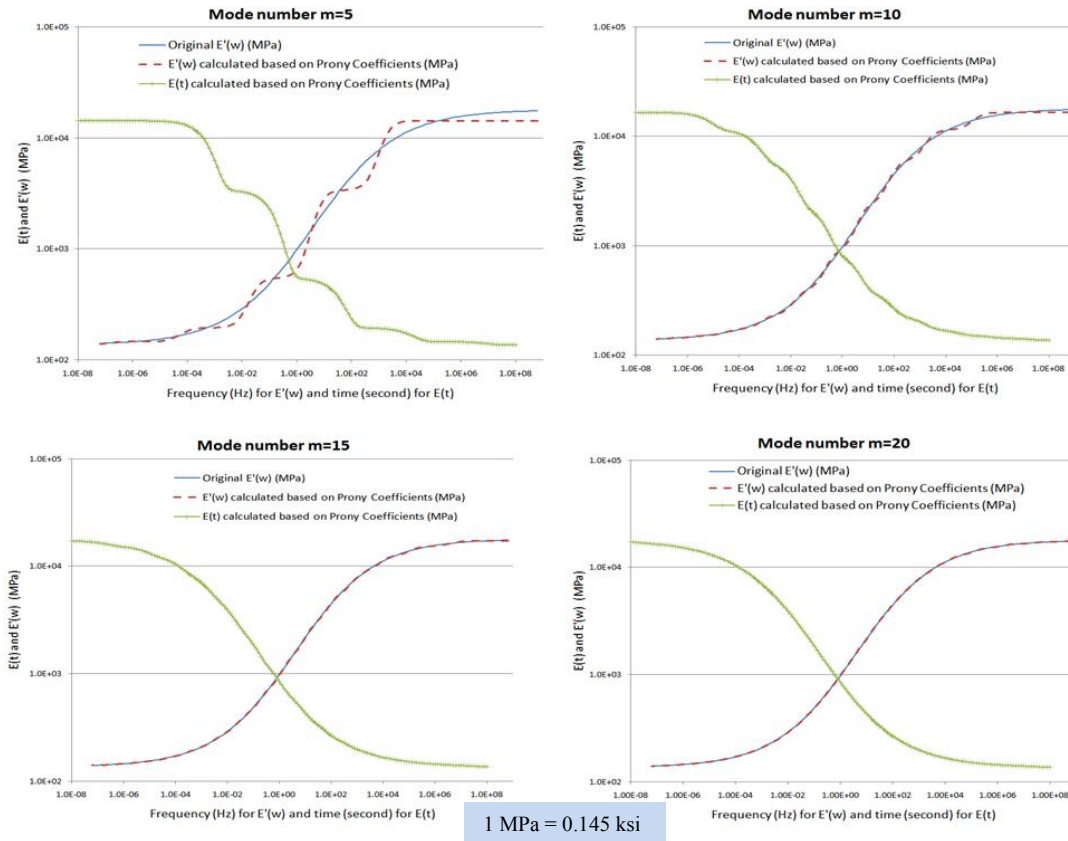 Mode number m=5
1.0E+05
Original E'(w) (MPa)
E'(w) calculated based on Prony Coefficients (MPa)
E(t) calculated based on Prony Coefficients (MPa)
1.0E+04
1.0E+03
1.0E+02
E(t) and E'(w) (MPa)
1.0E-08 1.0E-06 1.0E-04 1.0E-02 1.0E+00 1.0E+02 1.0E+04 1.0E+06 1.0E+08
Frequency (Hz) for E'(w) and time (second) for E(t)
Mode number m=10
1.0E+05
Original E'(w) (MPa)
E'(w) calculated based on Prony Coefficients (MPa)
E(t) calculated based on Prony Coefficients (MPa)
1.0E+04
1.0E+03
1.0E+02
E(t) and E'(w) (MPa)
1.0E-08 1.0E-06 1.0E-04 1.0E-02 1.0E+00 1.0E+02 1.0E+04 1.0E+06 1.0E+08
Frequency (Hz) for E'(w) and time (second) for E(t)
Mode number m=15
1.0E+05
Original E'(w) (MPa)
E'(w) calculated based on Prony Coefficients (MPa)
E(t) calculated based on Prony Coefficients (MPa)
1.0E+04
1.0E+03
1.0E+02
E(t) and E'(w) (MPa)
1.0E-08 1.0E-06 1.0E-04 1.0E-02 1.0E+00 1.0E+02 1.0E+04 1.0E+06 1.0E+08
Frequency (Hz) for E'(w) and time (second) for E(t)
Mode number m=20
1.0E+05
Original E'(w) (MPa)
E'(w) calculated based on Prony Coefficients (MPa)
E(t) calculated based on Prony Coefficients (MPa)
1.0E+04
1.0E+03
1.0E+02
E(t) and E'(w) (MPa)
1.00E-08 1.0E-06 1.0E-04 1.0E-02 1.0E+00 1.0E+02 1.0E+04 1.0E+06 1.0E+08
Frequency (Hz) for E'(w) and time (second) for E(t)
1 MPa = 0.145 ksi